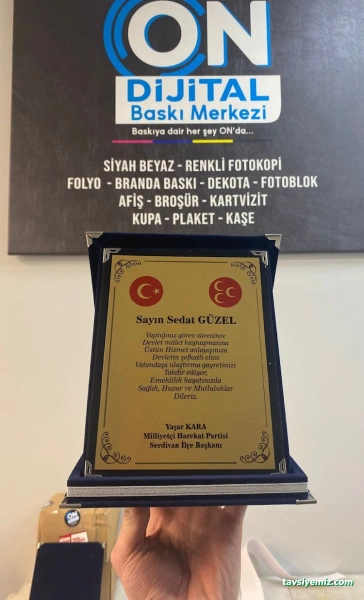 ON
DİJİTAL
Baskı Merkezi
Baskıya dair her şey ON'da...
SİYAH BEYAZ - RENKLİ FOTOKOPİ
FOLYO - BRANDA BASKI - DEKOTA - FOTOBLOK
AFİŞ - BROŞÜR - KARTVİZİT
KUPA - PLAKET - KAŞE
Sayın Sedat GÜZEL
Yaptığınız görev süresince
Devlet millet kaynaşmasına
Üstün Hizmet anlayışınıza
Devletin şefkatli elini
Vatandaşa ulaştırma gayretinizi
Takdir ediyor,
Emeklilik hayatınızda
Sağlık, Huzur ve Mutluluklar
Dileriz.
Yaşar KARA
Milliyetçi Harekat Partisi
Serdivan İlçe Başkanı
tavsiyemiz.com